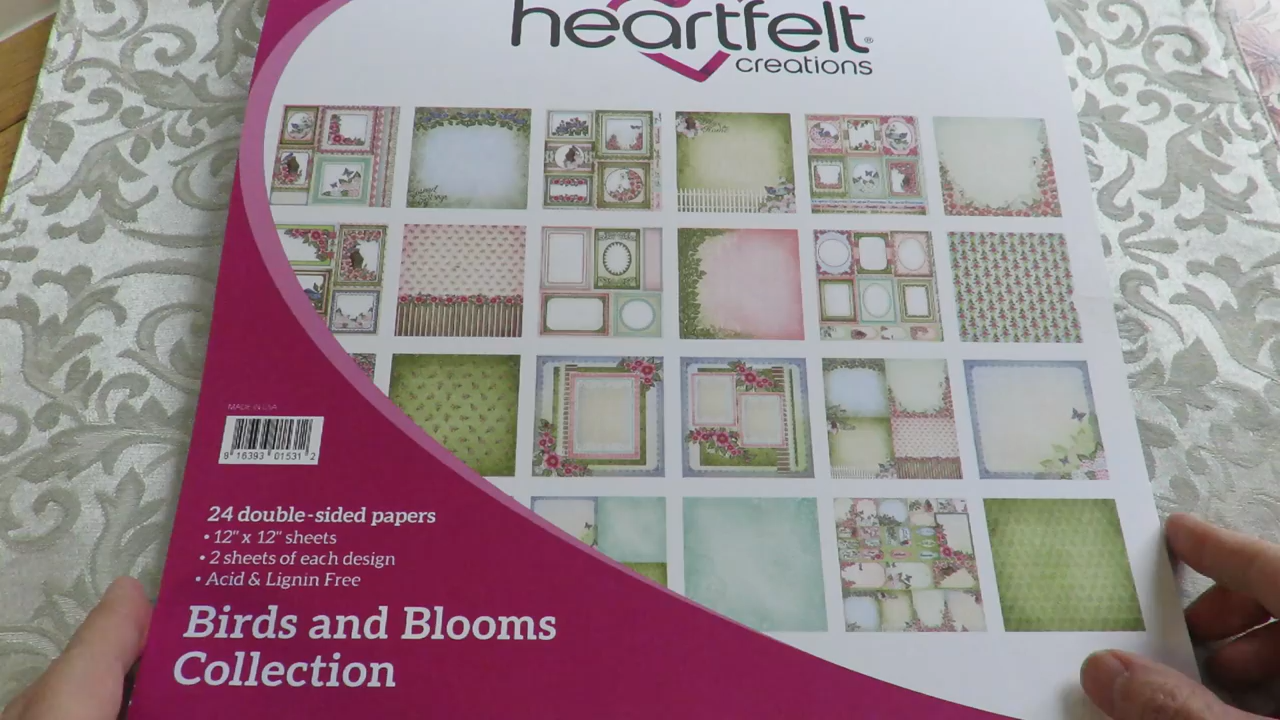 heartfelt®
creations
MADE IN USA
8 16393 01531 2
24 double-sided papers
• 12" x 12" sheets
• 2 sheets of each design
• Acid & Lignin Free
Birds and Blooms
Collection